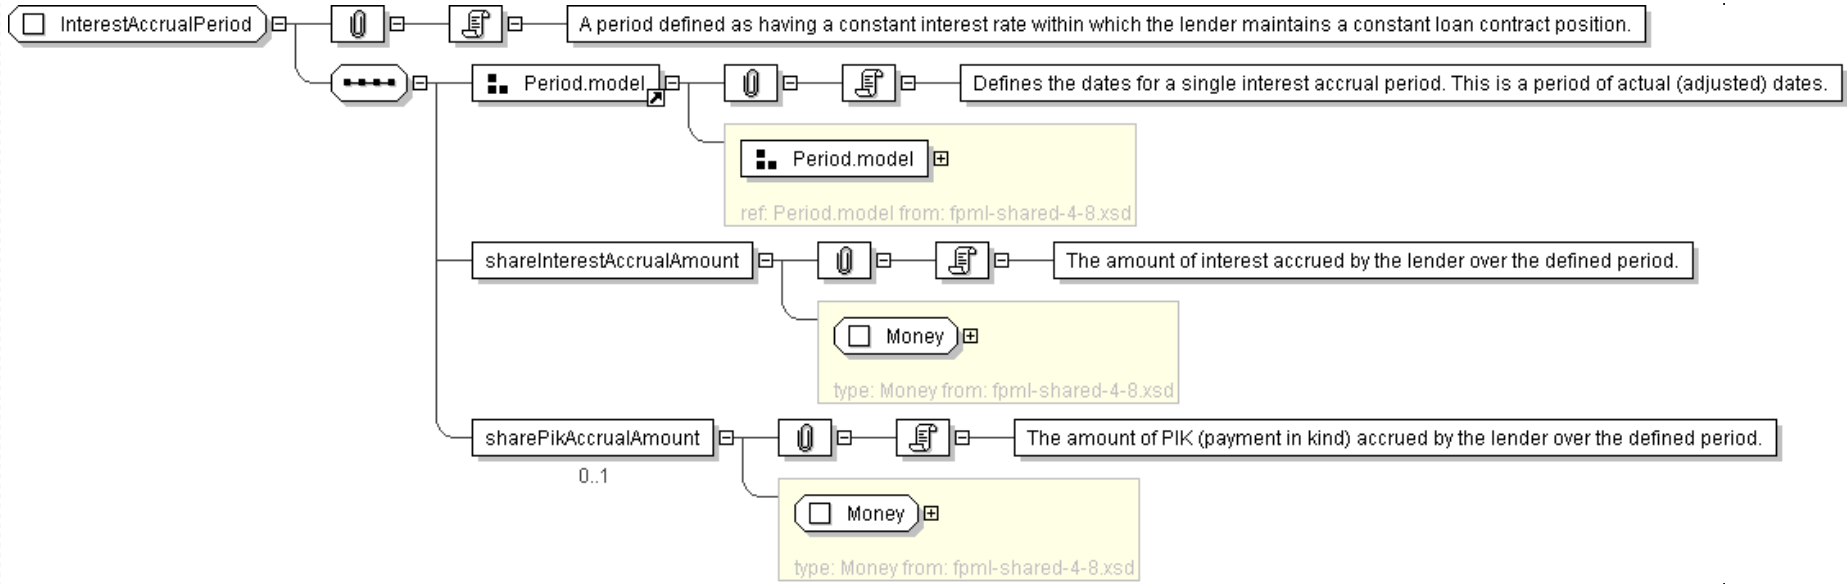 InterestAccrualPeriod
A period defined as having a constant interest rate within which the lender maintains a constant loan contract position.
Period.model
Defines the dates for a single interest accrual period. This is a period of actual (adjusted) dates.
Period.model
ref: Period.model from: fpml-shared-4-8.xsd
shareInterestAccrualAmount
The amount of interest accrued by the lender over the defined period.
Money
type: Money from: fpml-shared-4-8.xsd
sharePikAccrualAmount
The amount of PIK (payment in kind) accrued by the lender over the defined period.
0..1
Money
type: Money from: fpml-shared-4-8.xsd